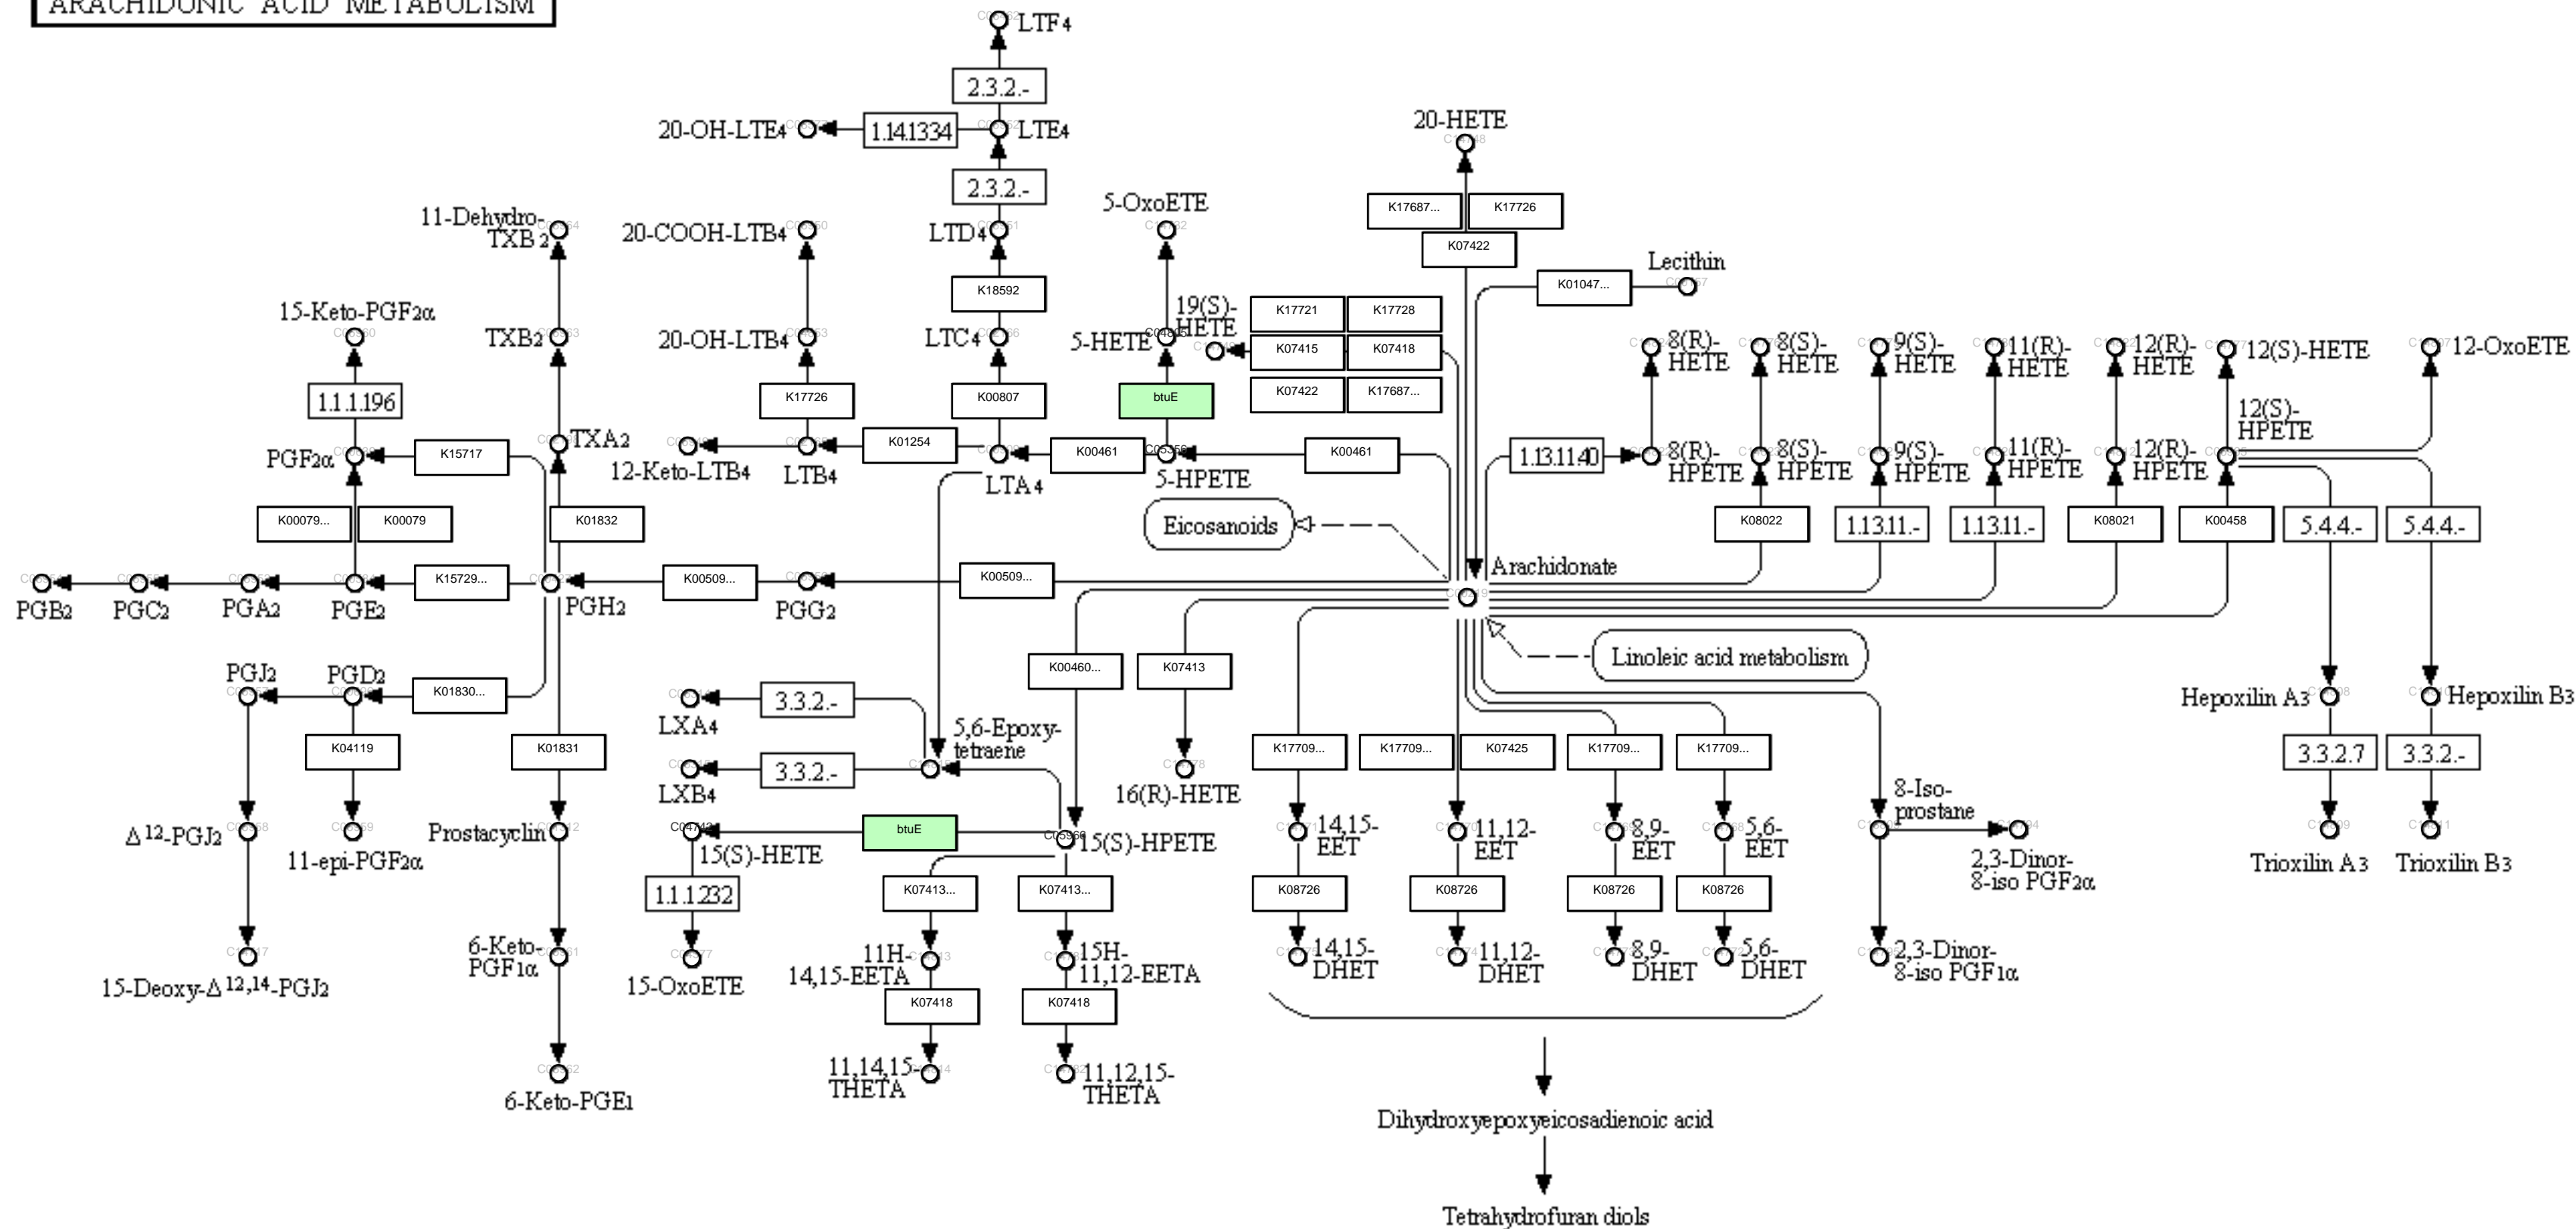 ARACHIDONIC ACID METABOLISM
LTF4
2.3.2.-
20-OH-LTE4
1.14.1334
LTE4
2.3.2.-
20-HETE
11-Dehydro-
TXB2
20-COOH-LTB4
LTD4
5-OxoETE
K17687...
K17726
K07422
Lecithin
K01047...
K18592
15-Keto-PGF2α
TXB2
20-OH-LTB4
LTC4
5-HETE
19(S)-
HETE
K17721
K17728
K07415
K07418
K07422
K17687...
8(R)-
HETE
8(S)-
HETE
9(S)-
HETE
11(R)-
HETE
12(R)-
HETE
12(S)-HETE
12-OxoETE
1.1.1.196
K17726
K00807
btuE
12(S)-
HPETE
PGF2α
K15717
TXA2
12-Keto-LTB4
LTB4
K01254
LTA4
K00461
5-HPETE
K00461
1.13.11.40
8(R)-
HPETE
8(S)-
HPETE
9(S)-
HPETE
11(R)-
HPETE
12(R)-
HPETE
K00079...
K00079
K01832
Eicosanoids
K08022
1.13.11.-
1.13.11.-
K08021
K00458
5.4.4.-
5.4.4.-
PGB2
PGC2
PGA2
PGE2
K15729...
PGH2
K00509...
PGG2
K00509...
Arachidonate
Linoleic acid metabolism
PGJ2
PGD2
K01830...
LXA4
3.3.2.-
K00460...
K07413
Hepoxilin A3
Hepoxilin B3
K04119
K01831
LXB4
3.3.2.-
5,6-Epoxy-
tetraene
16(R)-HETE
K17709...
K17709...
K07425
K17709...
K17709...
3.3.2.7
3.3.2.-
Δ12-PGJ2
11-epi-PGF2α
Prostacyclin
15(S)-HETE
btuE
15(S)-HPETE
14,15-
EET
11,12-
EET
8,9-
EET
5,6-
EET
8-Iso-
prostane
2,3-Dinor-
8-iso PGF2α
Trioxilin A3
Trioxilin B3
1.1.1.232
K07413...
K07413...
K08726
K08726
K08726
K08726
15-Deoxy-Δ12,14-PGJ2
6-Keto-
PGF1α
15-OxoETE
11H-
14,15-EETA
15H-
11,12-EETA
14,15-
DHET
11,12-
DHET
8,9-
DHET
5,6-
DHET
2,3-Dinor-
8-iso PGF1α
K07418
K07418
6-Keto-PGE1
11,14,15-
THETA
11,12,15-
THETA
Dihydroxyepoxyeicosadienoic acid
Tetrahydrofuran diols